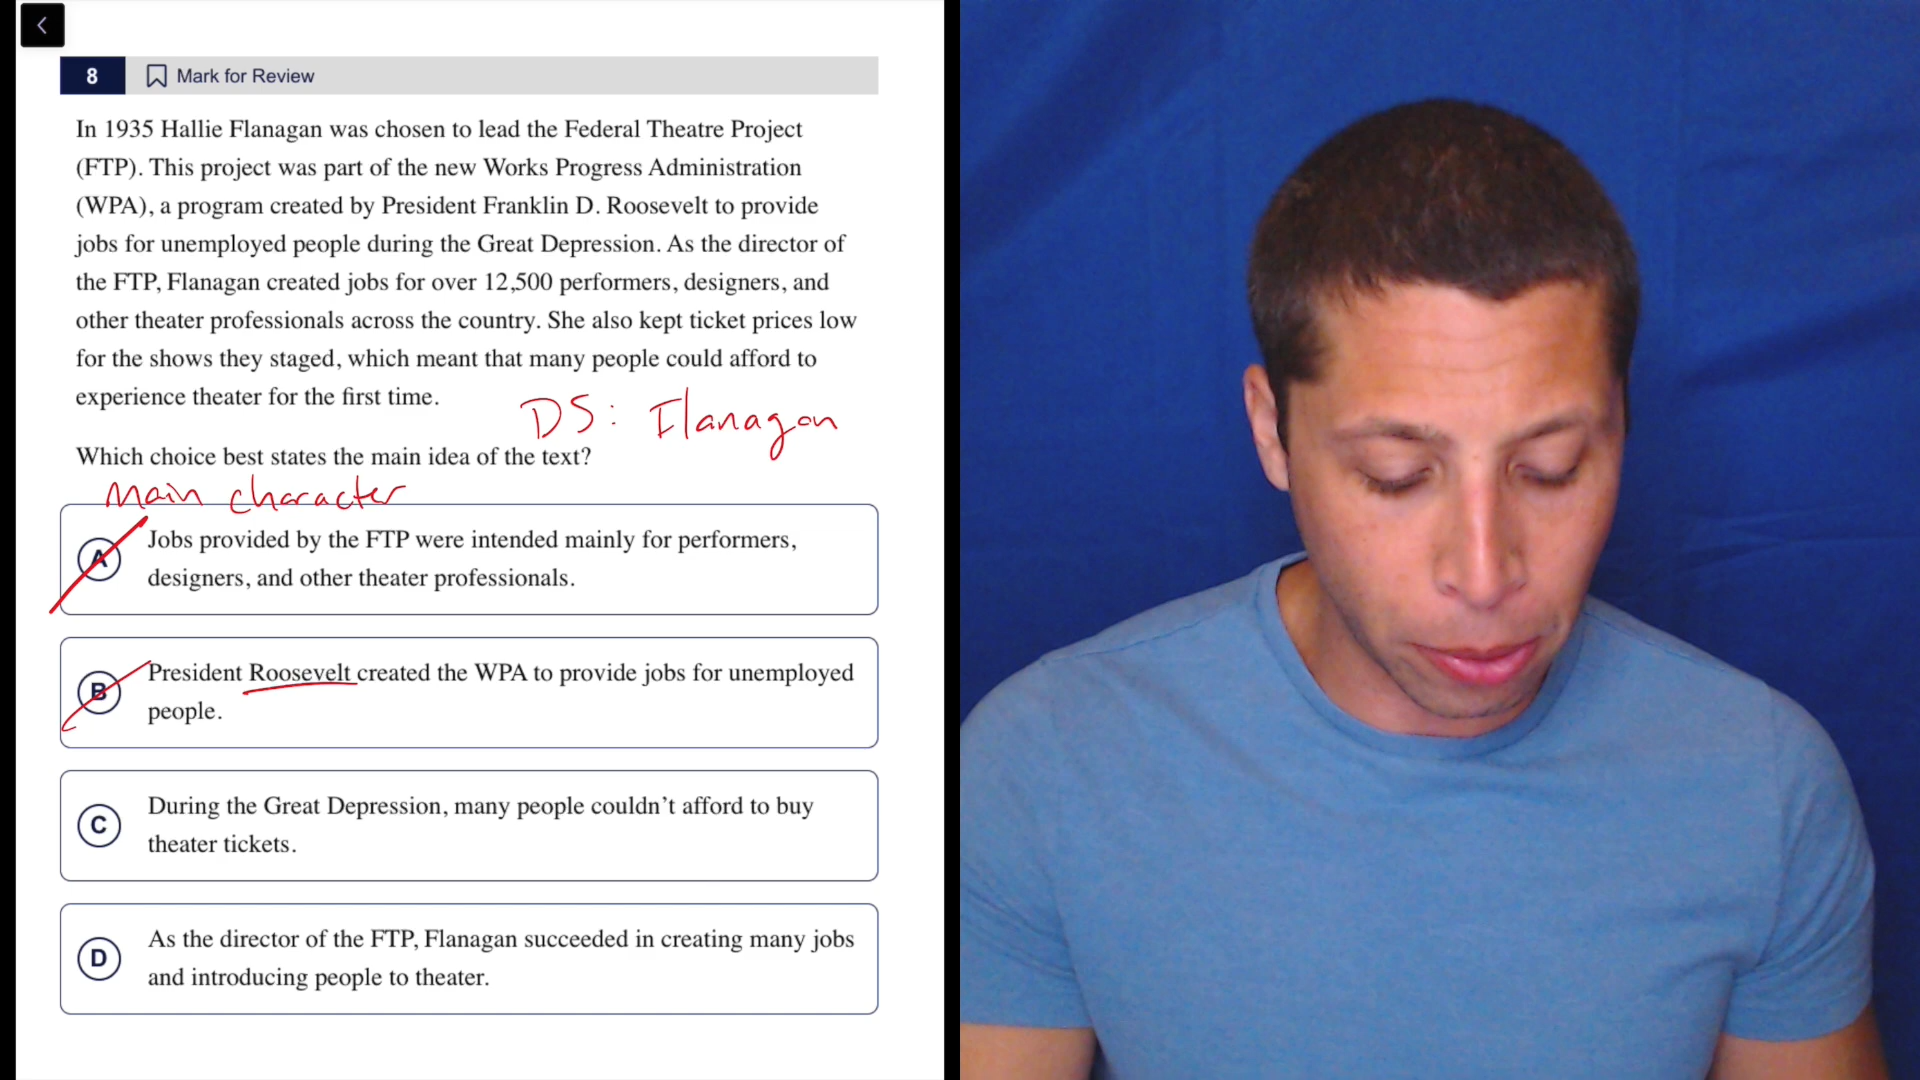 8 Mark for Review
In 1935 Hallie Flanagan was chosen to lead the Federal Theatre Project
(FTP). This project was part of the new Works Progress Administration
(WPA), a program created by President Franklin D. Roosevelt to provide
jobs for unemployed people during the Great Depression. As the director of
the FTP, Flanagan created jobs for over 12,500 performers, designers, and
other theater professionals across the country. She also kept ticket prices low
for the shows they staged, which meant that many people could afford to
experience theater for the first time.
DS: Flanagan
Which choice best states the main idea of the text?
Main character
A Jobs provided by the FTP were intended mainly for performers,
designers, and other theater professionals.
B President Roosevelt created the WPA to provide jobs for unemployed
people.
C During the Great Depression, many people couldn’t afford to buy
theater tickets.
D As the director of the FTP, Flanagan succeeded in creating many jobs
and introducing people to theater.